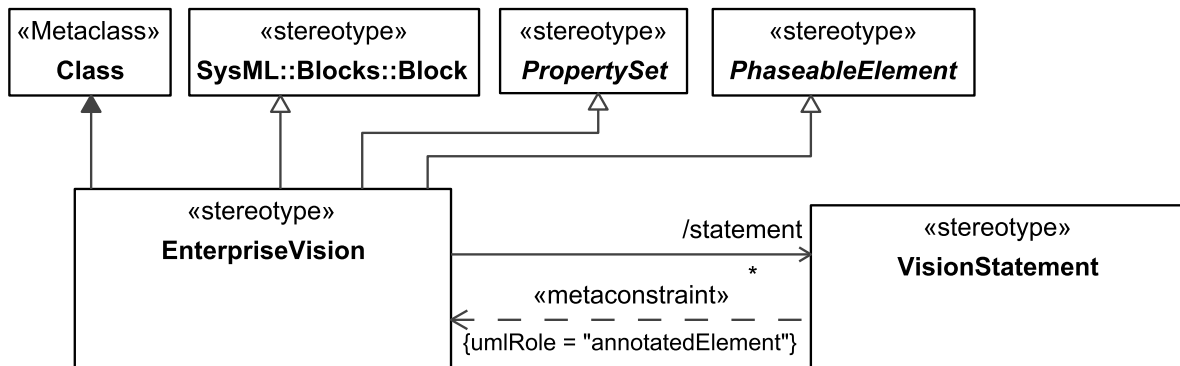 «Metaclass»
Class
«stereotype»
SysML::Blocks::Block
«stereotype»
PropertySet
«stereotype»
PhaseableElement
«stereotype»
EnterpriseVision
/statement
*
«stereotype»
VisionStatement
«metaconstraint»
{umlRole = "annotatedElement"}